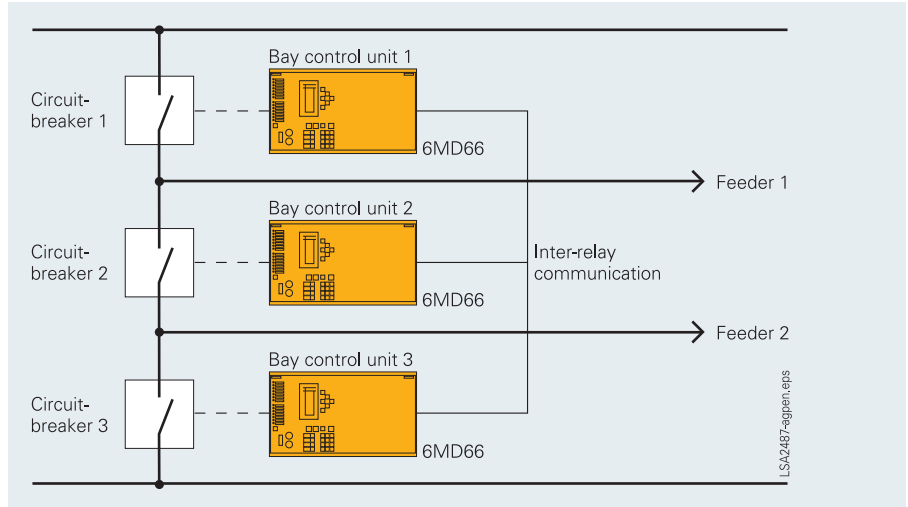 Bay control unit 1
Circuit-
breaker 1
6MD66
Feeder 1
Bay control unit 2
Circuit-
breaker 2
Inter-relay
communication
6MD66
Feeder 2
Bay control unit 3
Circuit-
breaker 3
6MD66
LSA2487-agpen.eps